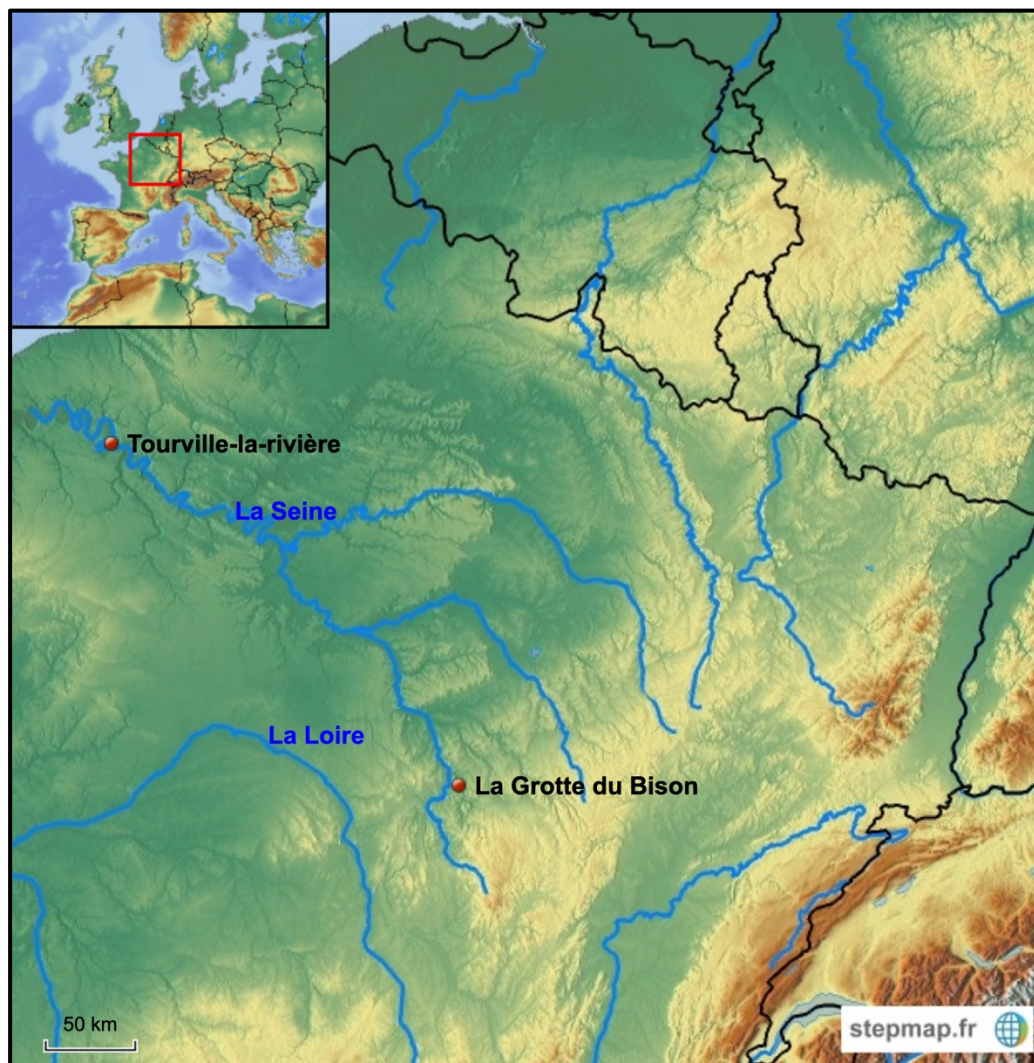 Tourville-la-rivière
La Seine
La Loire
La Grotte du Bison
50 km
stepmap.fr